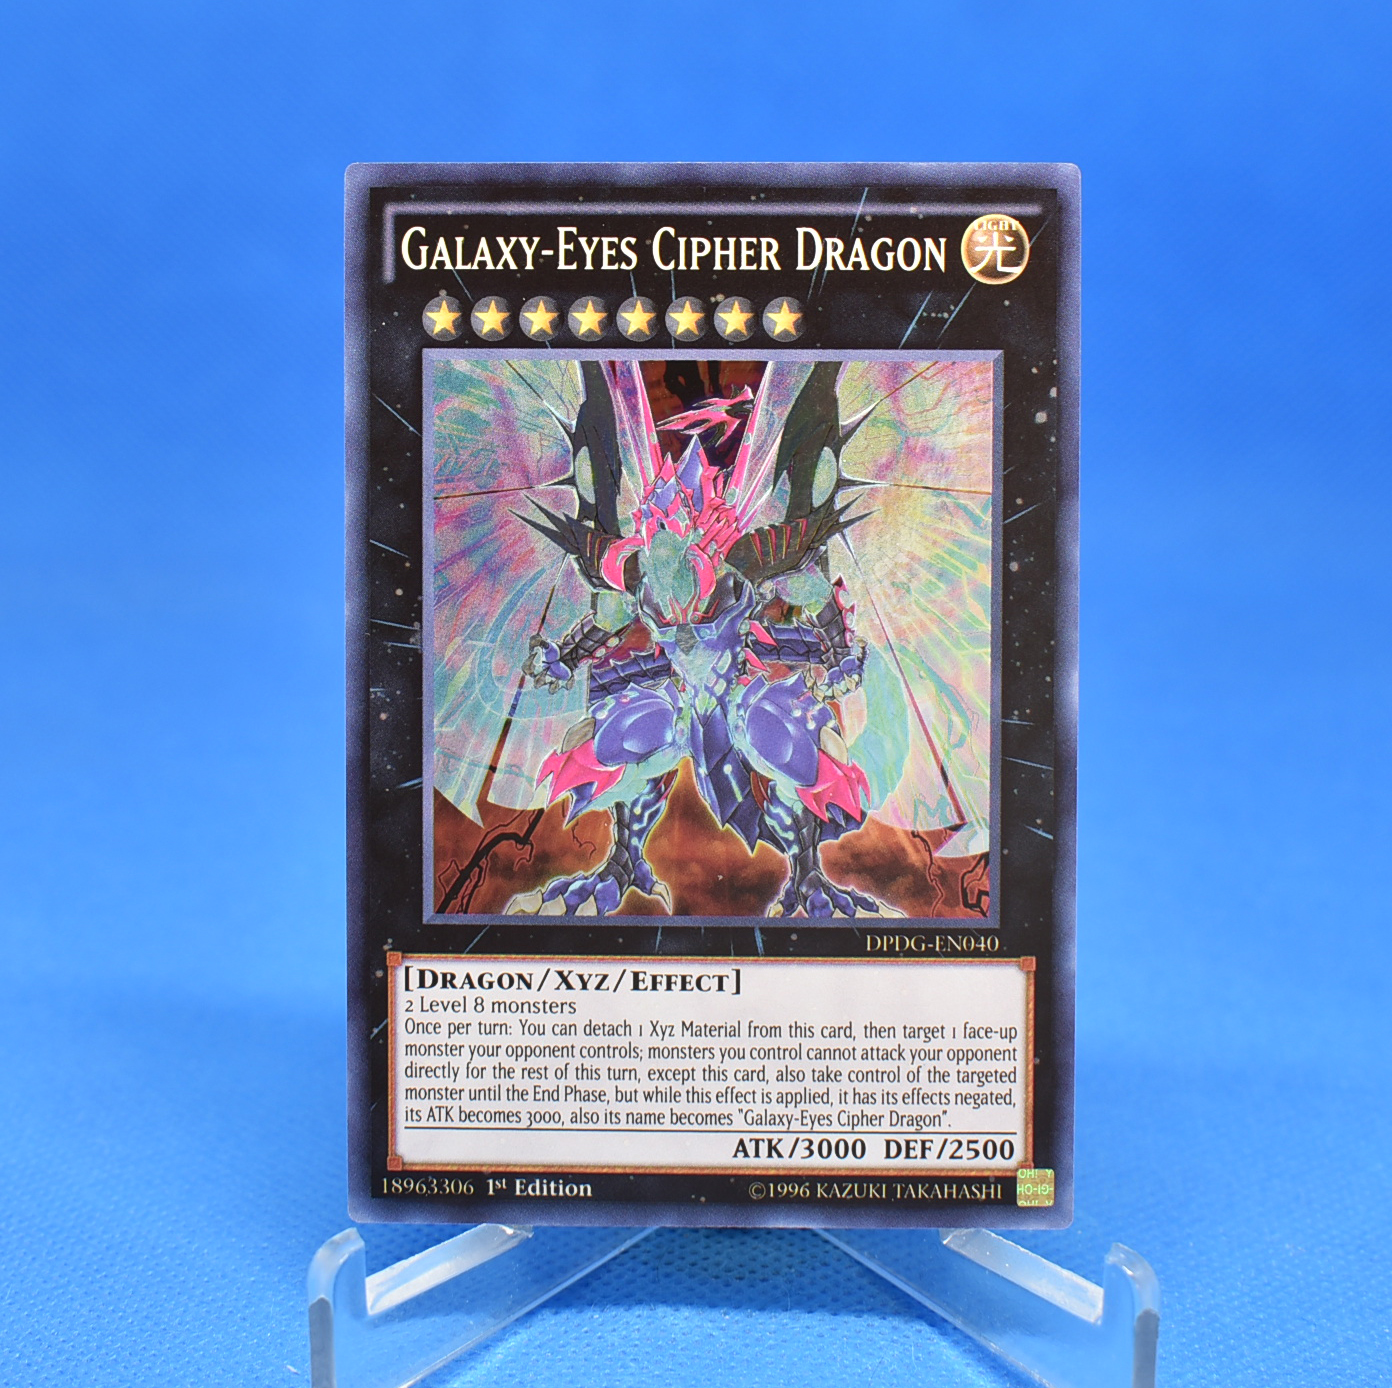 GALAXY-EYES CIPHER DRAGON
LIGHT
光
DPDG-EN040
[DRAGON/XYZ/EFFECT]
2 Level 8 monsters
Once per turn: You can detach 1 Xyz Material from this card, then target 1 face-up
monster your opponent controls; monsters you control cannot attack your opponent
directly for the rest of this turn, except this card, also take control of the targeted
monster until the End Phase, but while this effect is applied, it has its effects negated,
its ATK becomes 3000, also its name becomes "Galaxy-Eyes Cipher Dragon".
ATK/3000 DEF/2500
18963306 1st Edition
©1996 KAZUKI TAKAHASHI